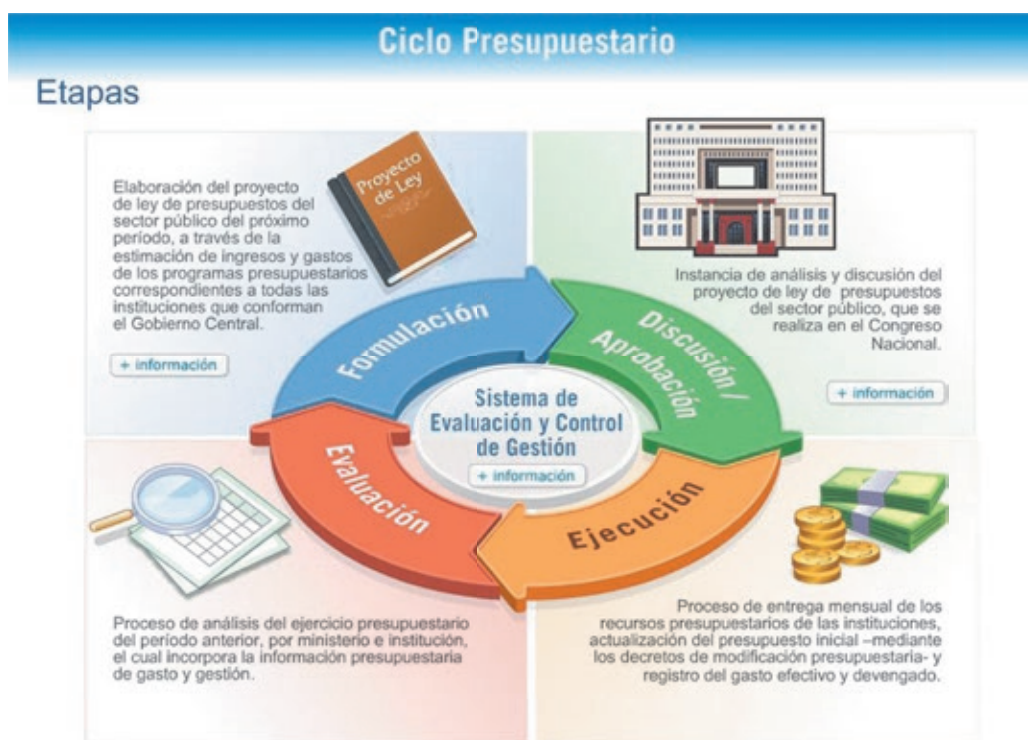 Ciclo Presupuestario
Etapas
Elaboración del proyecto
de ley de presupuestos del
sector público del próximo
período, a través de la
estimación de ingresos y gastos
de los programas presupuestarios
correspondientes a todas las
instituciones que conforman
el Gobierno Central.
+ información
Proyecto
de Ley
Instancia de análisis y discusión del
proyecto de ley de presupuestos
del sector público, que se
realiza en el Congreso
Nacional.
+ información
Formulación
Discusión /
Aprobación
Sistema de
Evaluación y Control
de Gestión
+ información
Evaluación
Ejecución
Proceso de análisis del ejercicio presupuestario
del período anterior, por ministerio e institución,
el cual incorpora la información presupuestaria
de gasto y gestión.
Proceso de entrega mensual de los
recursos presupuestarios de las instituciones,
actualización del presupuesto inicial –mediante
los decretos de modificación presupuestaria- y
registro del gasto efectivo y devengado.